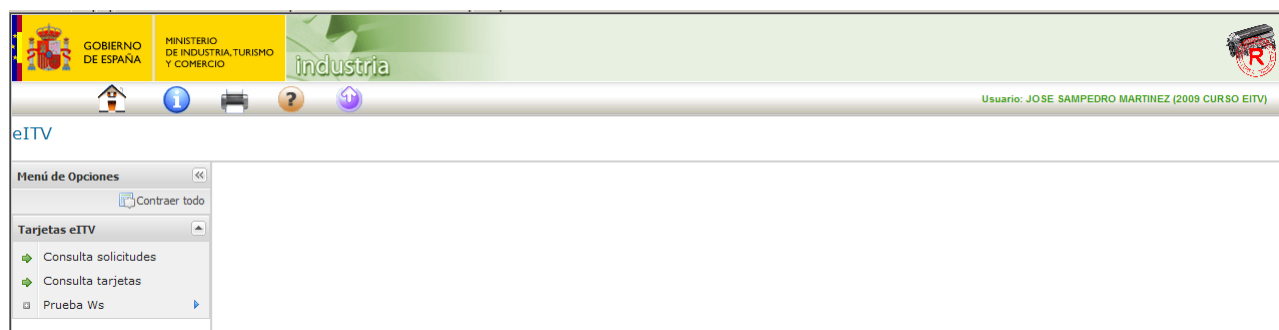 GOBIERNO
DE ESPAÑA
MINISTERIO
DE INDUSTRIA, TURISMO
Y COMERCIO
industria
R
Usuario: JOSE SAMPEDRO MARTINEZ (2009 CURSO EITV)
eITV
Menú de Opciones
Contraer todo
Tarjetas eITV
Consulta solicitudes
Consulta tarjetas
Prueba Ws